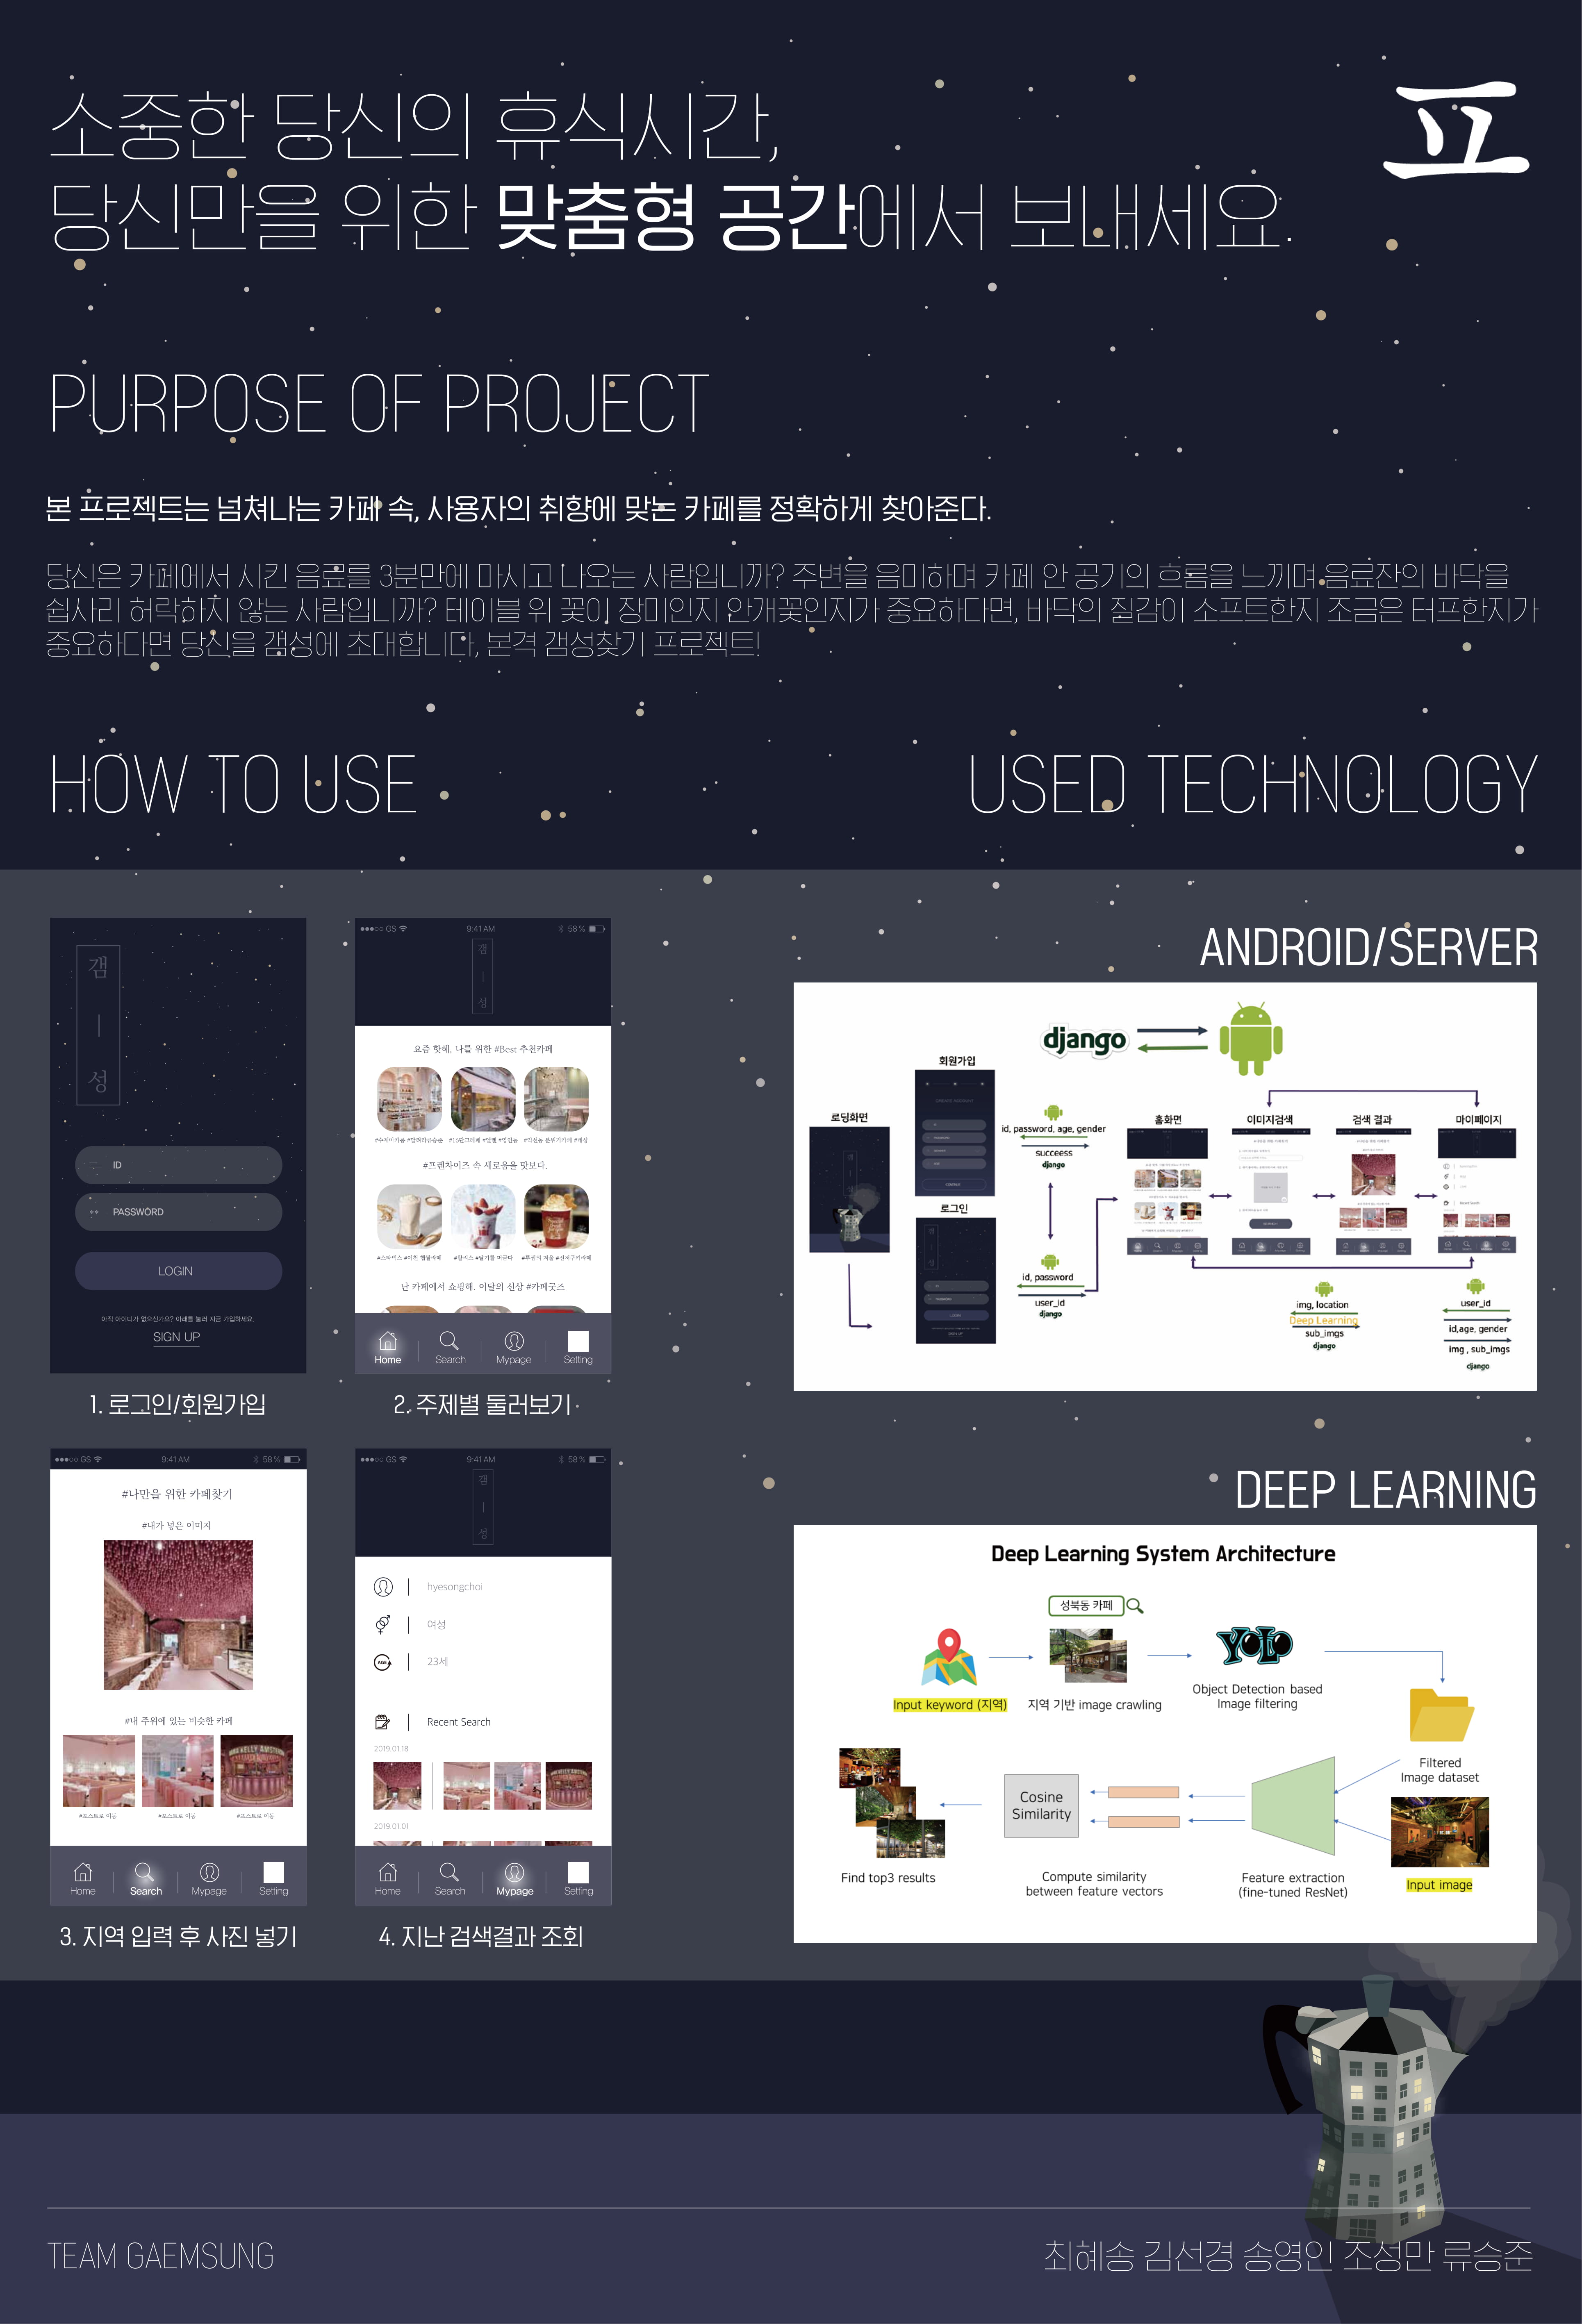 소중한 당신의 휴식시간,
당신만을 위한 맞춤형 공간에서 보내세요.
PURPOSE OF PROJECT
본 프로젝트는 넘쳐나는 카페 속, 사용자의 취향에 맞는 카페를 정확하게 찾아준다.
당신은 카페에서 시킨 음료를 3분만에 마시고 나오는 사람입니까? 주변을 음미하며 카페 안 공기의 흐름을 느끼며 음료잔의 바닥을
쉽사리 허락하지 않는 사람입니까? 테이블 위 꽃이 장미인지 안개꽃인지가 중요하다면, 바닥의 질감이 소프트한지 조금은 터프한지가
중요하다면 당신을 갬성에 초대합니다, 본격 갬성찾기 프로젝트!
HOW TO USE
USED TECHNOLOGY
갬
성
ID
PASSWORD
LOGIN
아직 아이디가 없으신가요? 아래를 눌러 지금 가입하세요.
SIGN UP
1. 로그인/회원가입
GS 9:41 AM 58%
갬
성
요즘 핫해, 나를 위한 #Best 추천카페
#프렌차이즈 속 새로움을 맛보다.
난 카페에서 쇼핑해. 이달의 신상 #카페굿즈
Home Search Mypage Setting
2. 주제별 둘러보기
GS 9:41 AM 58%
#나만을 위한 카페찾기
#내가 넣은 이미지
#내 주위에 있는 비슷한 카페
#포스트로 이동 #포스트로 이동 #포스트로 이동
Home Search Mypage Setting
3. 지역 입력 후 사진 넣기
GS 9:41 AM 58%
갬
성
hyesongchoi
여성
AGE 23세
Recent Search
2019.01.18
2019.01.01
Home Search Mypage Setting
4. 지난 검색결과 조회
ANDROID/SERVER
django
회원가입
로딩화면
id, password, age, gender
succeess
django
홈화면 이미지검색 검색 결과 마이페이지
로그인
id, password
user_id
django
img, location
Deep Learning
sub_imgs
django
user_id
id,age, gender
img , sub_imgs
django
DEEP LEARNING
Deep Learning System Architecture
성북동 카페
YOLO
Input keyword (지역)
지역 기반 image crawling
Object Detection based
Image filtering
Filtered
Image dataset
Cosine
Similarity
Find top3 results
Compute similarity
between feature vectors
Feature extraction
(fine-tuned ResNet)
Input image
TEAM GAEMSUNG
최혜송 김선경 송영인 조성만 류승준